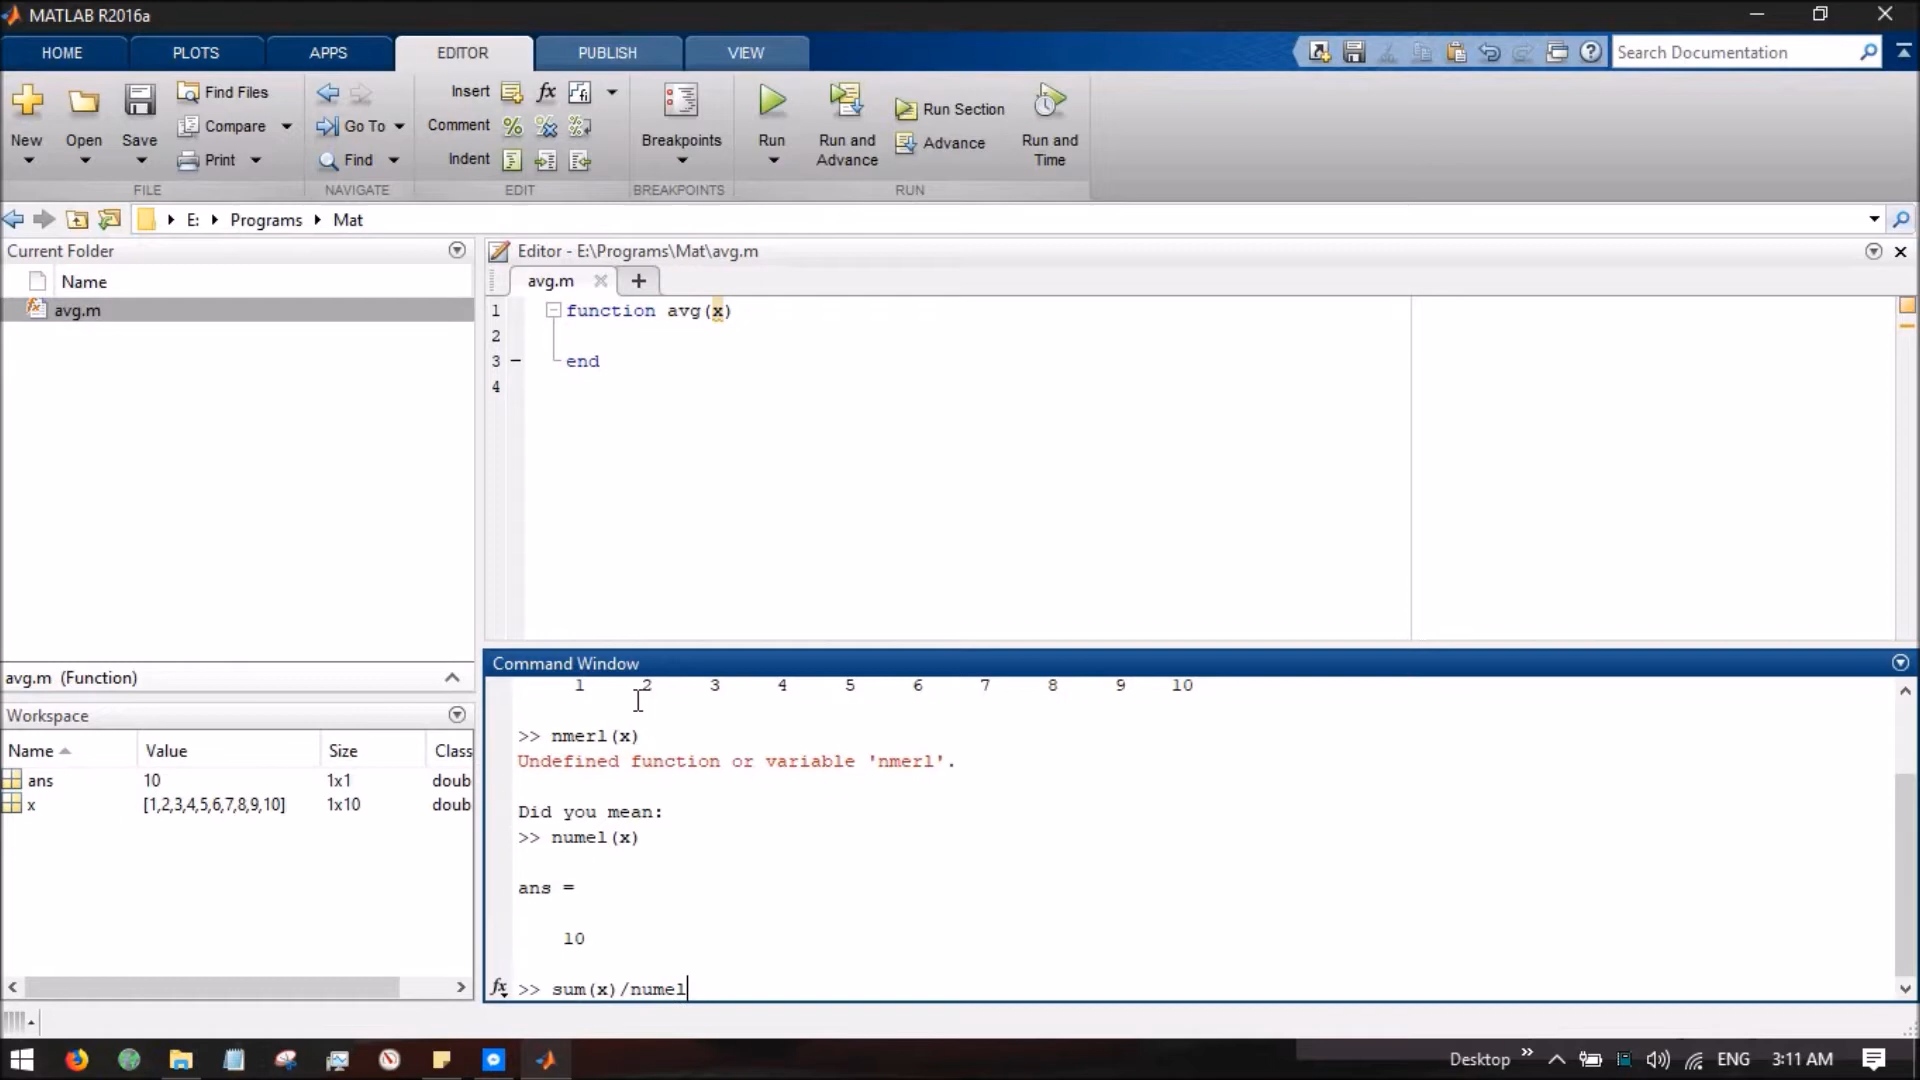 MATLAB R2016a
HOME PLOTS APPS EDITOR PUBLISH VIEW Search Documentation
New Open Save Find Files Compare Print
FILE
Go To Find
NAVIGATE
Insert fx fi
Comment % %
Indent
EDIT
Breakpoints
BREAKPOINTS
Run Run and Advance Run Section Advance Run and Time
RUN
E: Programs Mat
Current Folder
Name
avg.m
Editor - E:\Programs\Mat\avg.m
avg.m +
1 function avg(x)
2
3 – end
4
avg.m (Function)
Workspace
Name Value Size Class
ans 10 1x1 doub
x [1,2,3,4,5,6,7,8,9,10] 1x10 doub
Command Window
1 2 3 4 5 6 7 8 9 10
>> nmerl(x)
Undefined function or variable 'nmerl'.
Did you mean:
>> numel(x)
ans =
10
fx >> sum(x)/numel
Desktop » ENG 3:11 AM